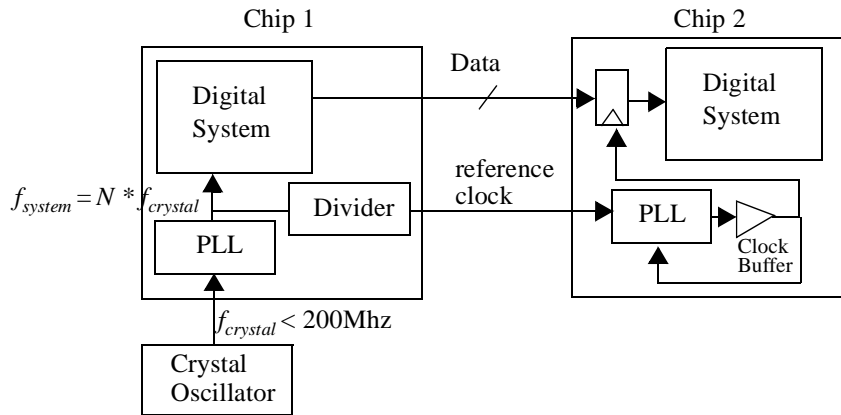 Chip 1
Chip 2
Data
Digital
System
Digital
System
reference
clock
f_system = N * f_crystal
Divider
PLL
PLL
Clock
Buffer
f_crystal < 200Mhz
Crystal
Oscillator